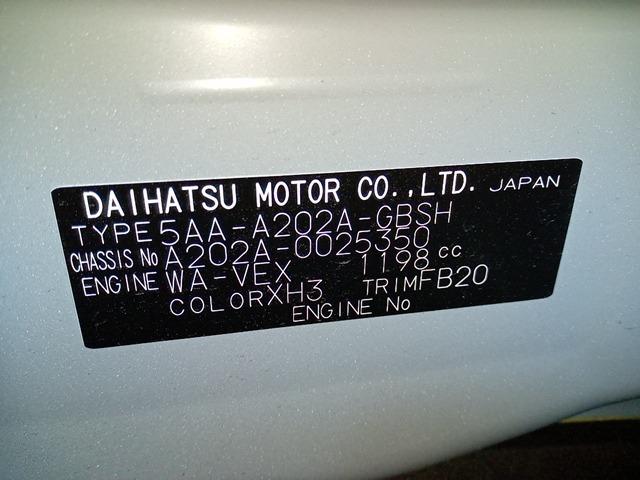 DAIHATSU MOTOR CO.,LTD. JAPAN
TYPE 5AA-A202A-GBSH
CHASSIS No A202A-0025350
ENGINE WA-VEX 1198 cc
COLOR XH3 TRIM FB20
ENGINE No